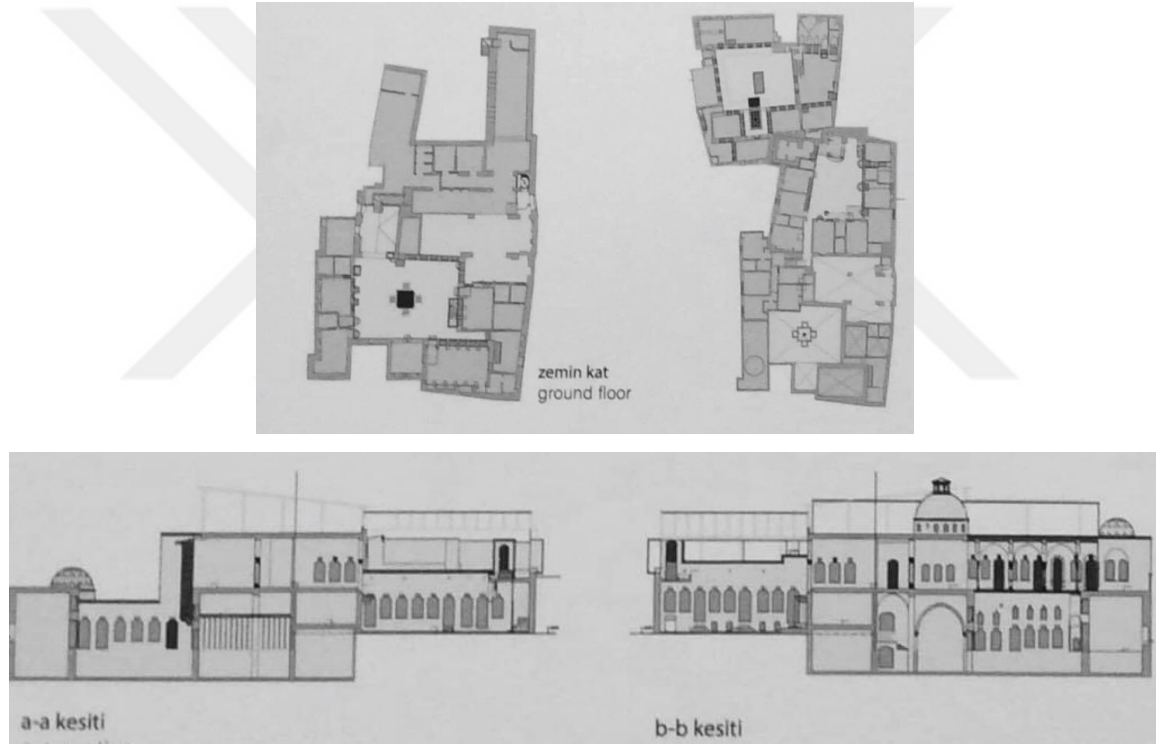 zemin kat
ground floor
a-a kesiti
b-b kesiti